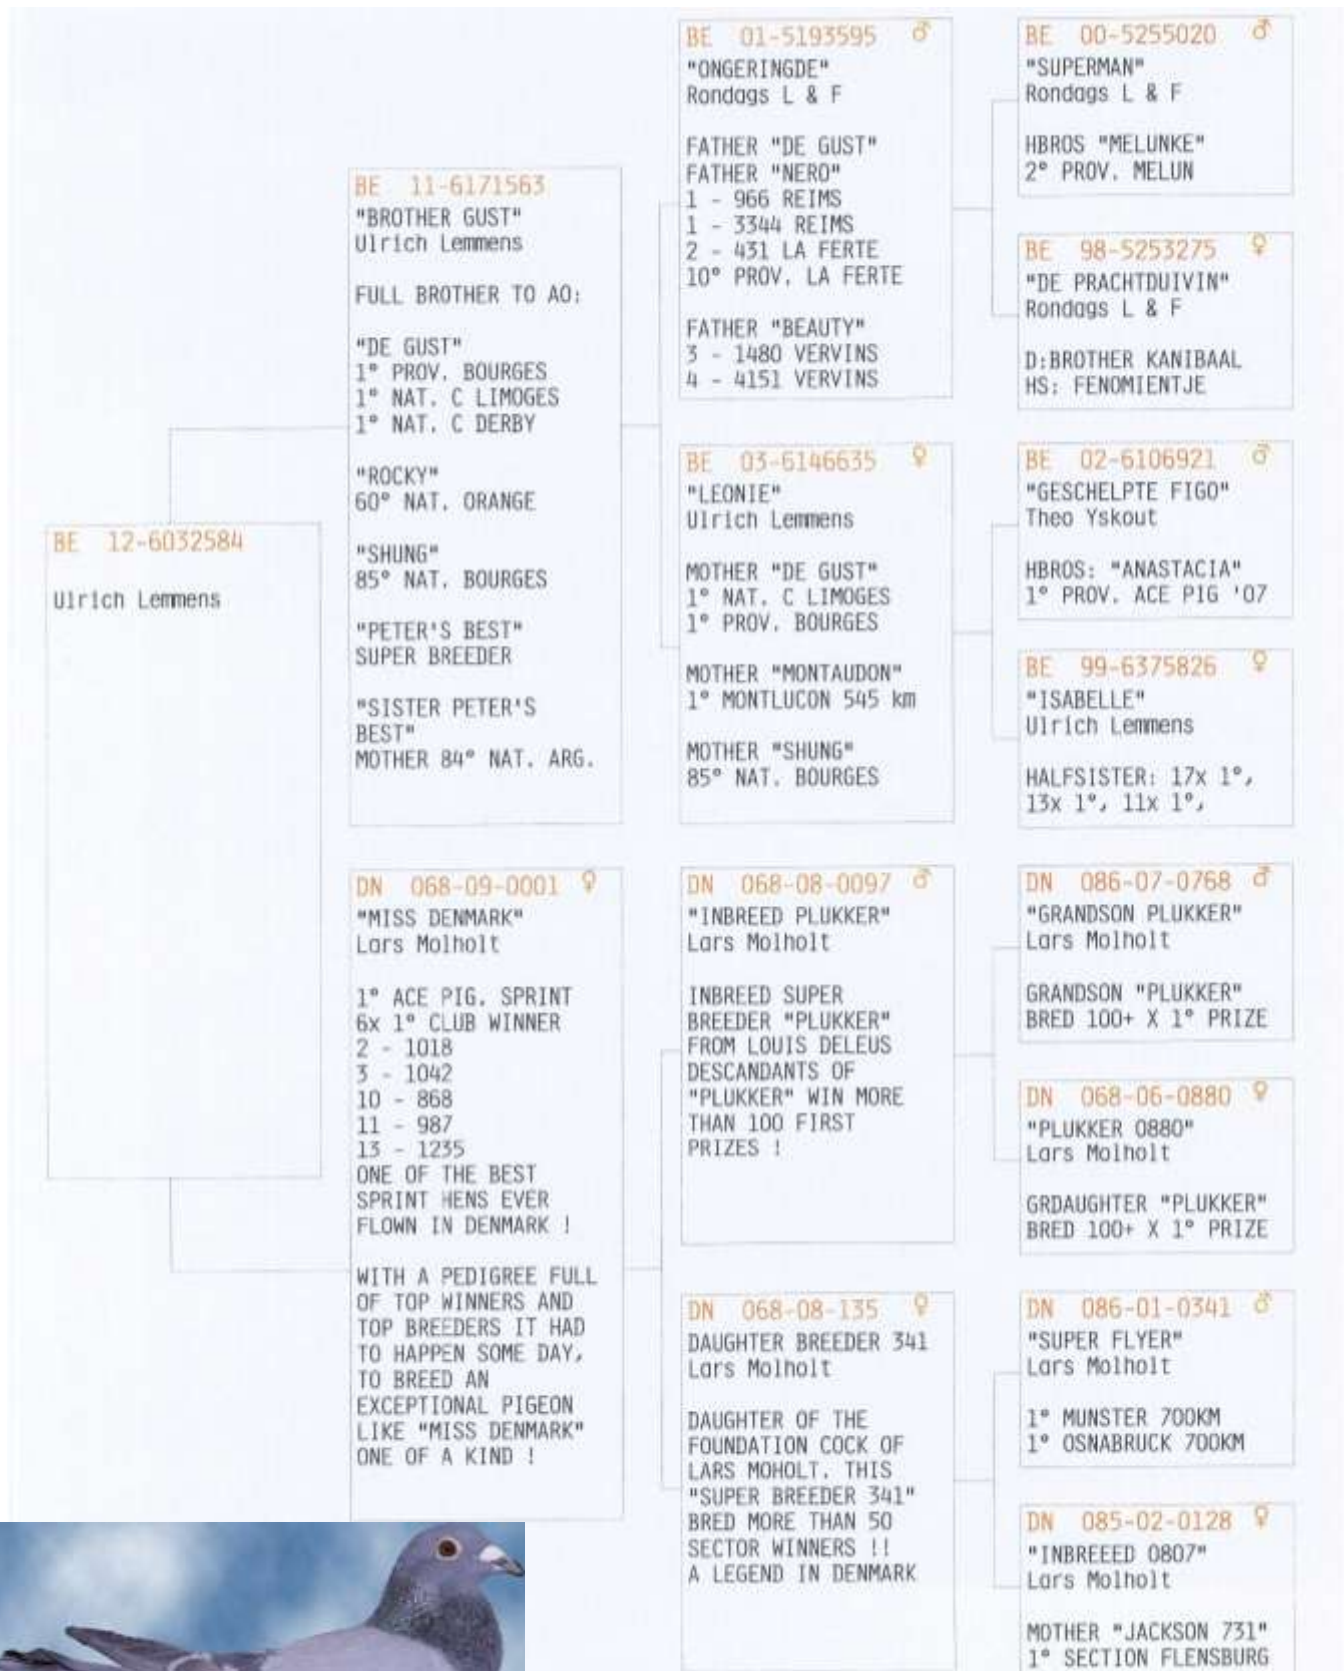 BE 12-6032584
Ulrich Lemmens
BE 11-6171563
"BROTHER GUST"
Ulrich Lemmens
FULL BROTHER TO AO:
"DE GUST"
1° PROV. BOURGES
1° NAT. C LIMOGES
1° NAT. C DERBY
"ROCKY"
60° NAT. ORANGE
"SHUNG"
85° NAT. BOURGES
"PETER'S BEST"
SUPER BREEDER
"SISTER PETER'S
BEST"
MOTHER 84° NAT. ARG.
DN 068-09-0001 ♀
"MISS DENMARK"
Lars Molholt
1° ACE PIG. SPRINT
6x 1° CLUB WINNER
2 - 1018
3 - 1042
10 - 868
11 - 987
13 - 1235
ONE OF THE BEST
SPRINT HENS EVER
FLOWN IN DENMARK !
WITH A PEDIGREE FULL
OF TOP WINNERS AND
TOP BREEDERS IT HAD
TO HAPPEN SOME DAY,
TO BREED AN
EXCEPTIONAL PIGEON
LIKE "MISS DENMARK"
ONE OF A KIND !
BE 01-5193595 ♂
"ONGERINGDE"
Rondags L & F
FATHER "DE GUST"
FATHER "NERO"
1 - 966 REIMS
1 - 3344 REIMS
2 - 431 LA FERTE
10° PROV. LA FERTE
FATHER "BEAUTY"
3 - 1480 VERVINS
4 - 4151 VERVINS
BE 03-6146635 ♀
"LEONIE"
Ulrich Lemmens
MOTHER "DE GUST"
1° NAT. C LIMOGES
1° PROV. BOURGES
MOTHER "MONTAUDON"
1° MONTLUCON 545 km
MOTHER "SHUNG"
85° NAT. BOURGES
DN 068-08-0097 ♂
"INBREED PLUKKER"
Lars Molholt
INBREED SUPER
BREEDER "PLUKKER"
FROM LOUIS DELEUS
DESCANDANTS OF
"PLUKKER" WIN MORE
THAN 100 FIRST
PRIZES !
DN 068-08-135 ♀
DAUGHTER BREEDER 341
Lars Molholt
DAUGHTER OF THE
FOUNDATION COCK OF
LARS MOHOLT. THIS
"SUPER BREEDER 341"
BRED MORE THAN 50
SECTOR WINNERS !!
A LEGEND IN DENMARK
BE 00-5255020 ♂
"SUPERMAN"
Rondags L & F
HBROS "MELUNKE"
2° PROV. MELUN
BE 98-5253275 ♀
"DE PRACHTDUIVIN"
Rondags L & F
D:BROTHER KANIBAAL
HS: FENOMIENTJE
BE 02-6106921 ♂
"GESCHELPTE FIGO"
Theo Yskout
HBROS: "ANASTACIA"
1° PROV. ACE PIG '07
BE 99-6375826 ♀
"ISABELLE"
Ulrich Lemmens
HALFSISTER: 17x 1°,
13x 1°, 11x 1°,
DN 086-07-0768 ♂
"GRANDSON PLUKKER"
Lars Molholt
GRANDSON "PLUKKER"
BRED 100+ X 1° PRIZE
DN 068-06-0880 ♀
"PLUKKER 0880"
Lars Molholt
GRDAUGHTER "PLUKKER"
BRED 100+ X 1° PRIZE
DN 086-01-0341 ♂
"SUPER FLYER"
Lars Molholt
1° MUNSTER 700KM
1° OSNABRUCK 700KM
DN 085-02-0128 ♀
"INBREEED 0807"
Lars Molholt
MOTHER "JACKSON 731"
1° SECTION FLENSBURG